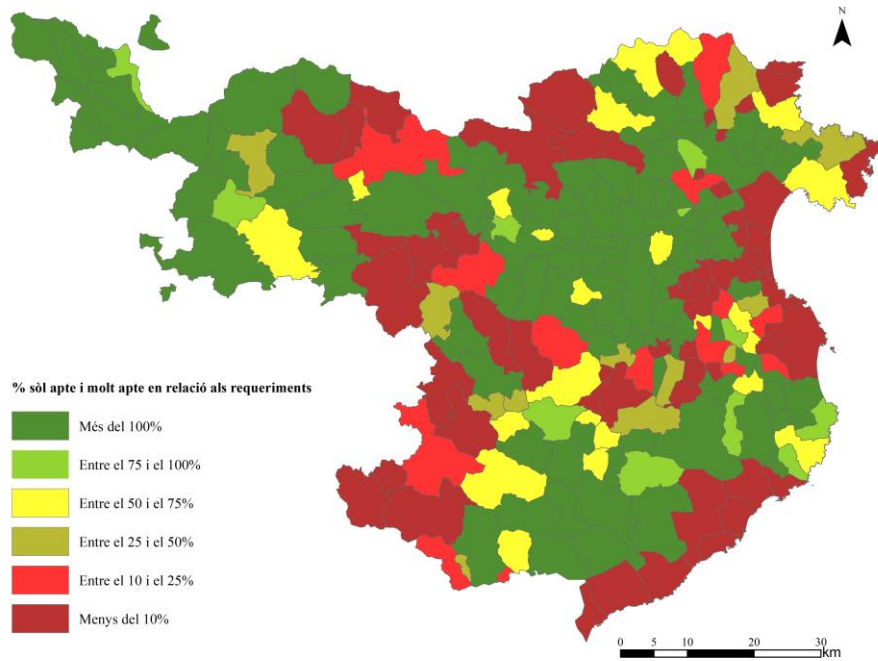 N
% sòl apte i molt apte en relació als requeriments
Més del 100%
Entre el 75 i el 100%
Entre el 50 i el 75%
Entre el 25 i el 50%
Entre el 10 i el 25%
Menys del 10%
0 5 10 20 30
km